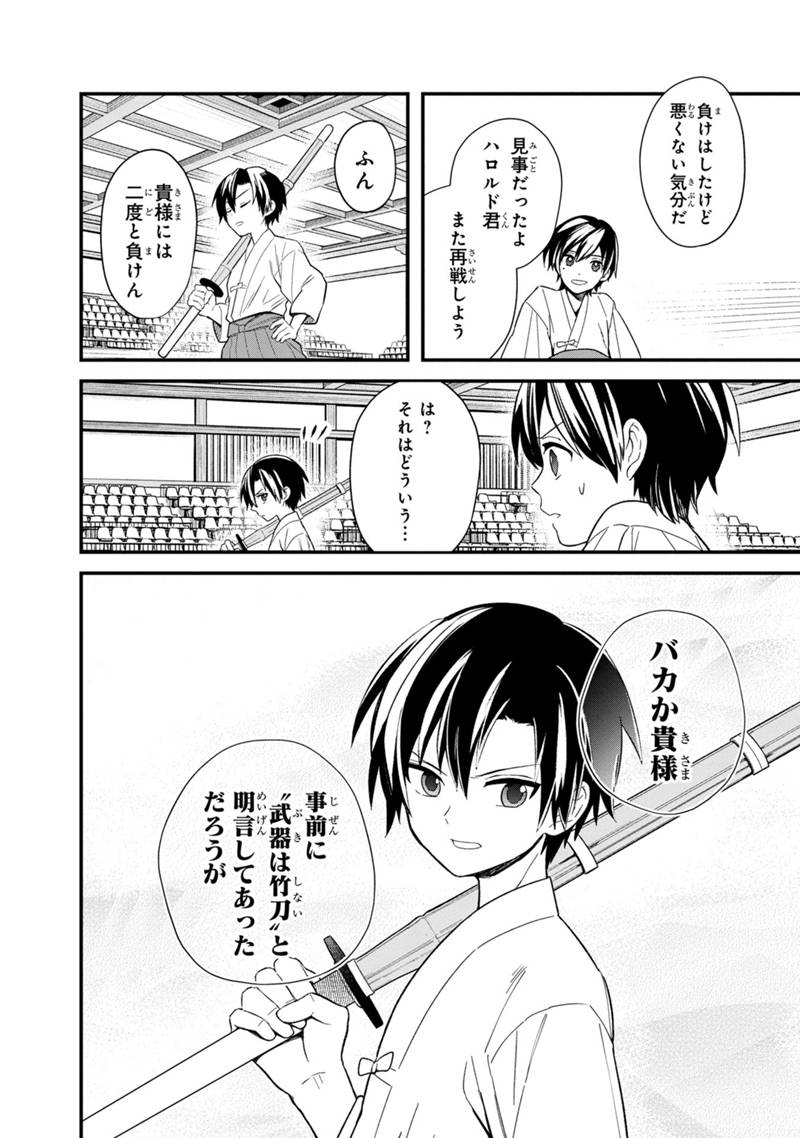 負けはしたけど
悪くない気分だ
見事だったよ
ハロルド君
また再戦しよう
ふん
貴様には
二度と負けん
は?
それはどういう…
バカか貴様
事前に
〝武器は竹刀〟と
明言してあった
だろうが